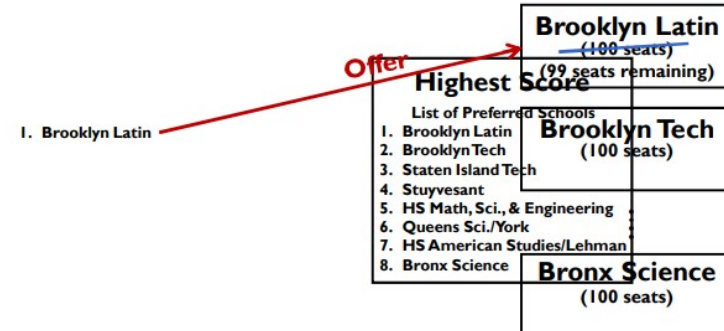 Brooklyn Latin
(100 seats)
(99 seats remaining)
Offer
Highest Score
List of Preferred Schools
1. Brooklyn Latin
1. Brooklyn Latin
2. Brooklyn Tech
3. Staten Island Tech
4. Stuyvesant
5. HS Math, Sci., & Engineering
6. Queens Sci./York
7. HS American Studies/Lehman
8. Bronx Science
Brooklyn Tech
(100 seats)
Bronx Science
(100 seats)